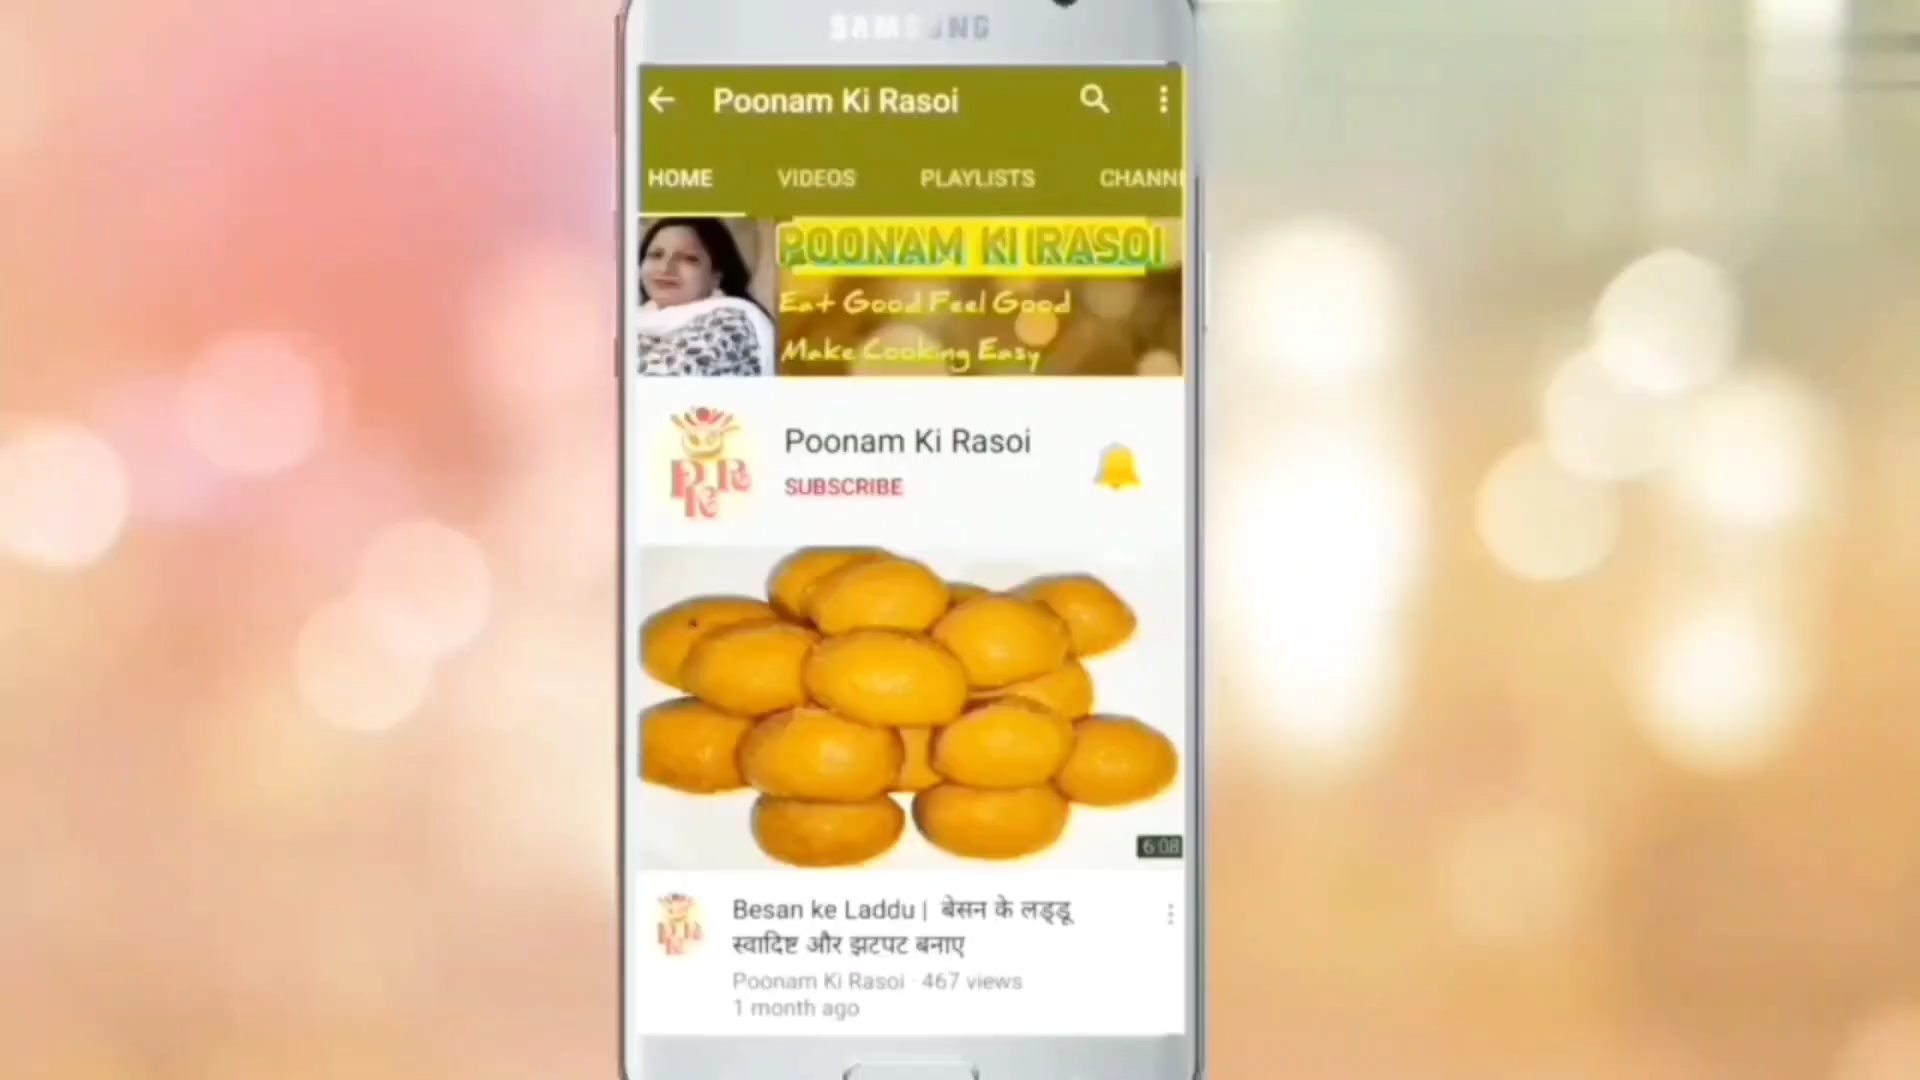 SAMSUNG
Poonam Ki Rasoi
HOME VIDEOS PLAYLISTS CHANN
POONAM KI RASOI
Eat Good Feel Good
Make Cooking Easy
PKR
Poonam Ki Rasoi
SUBSCRIBE
6:08
PKR
Besan ke Laddu | बेसन के लड्डू
स्वादिष्ट और झटपट बनाए
Poonam Ki Rasoi · 467 views
1 month ago